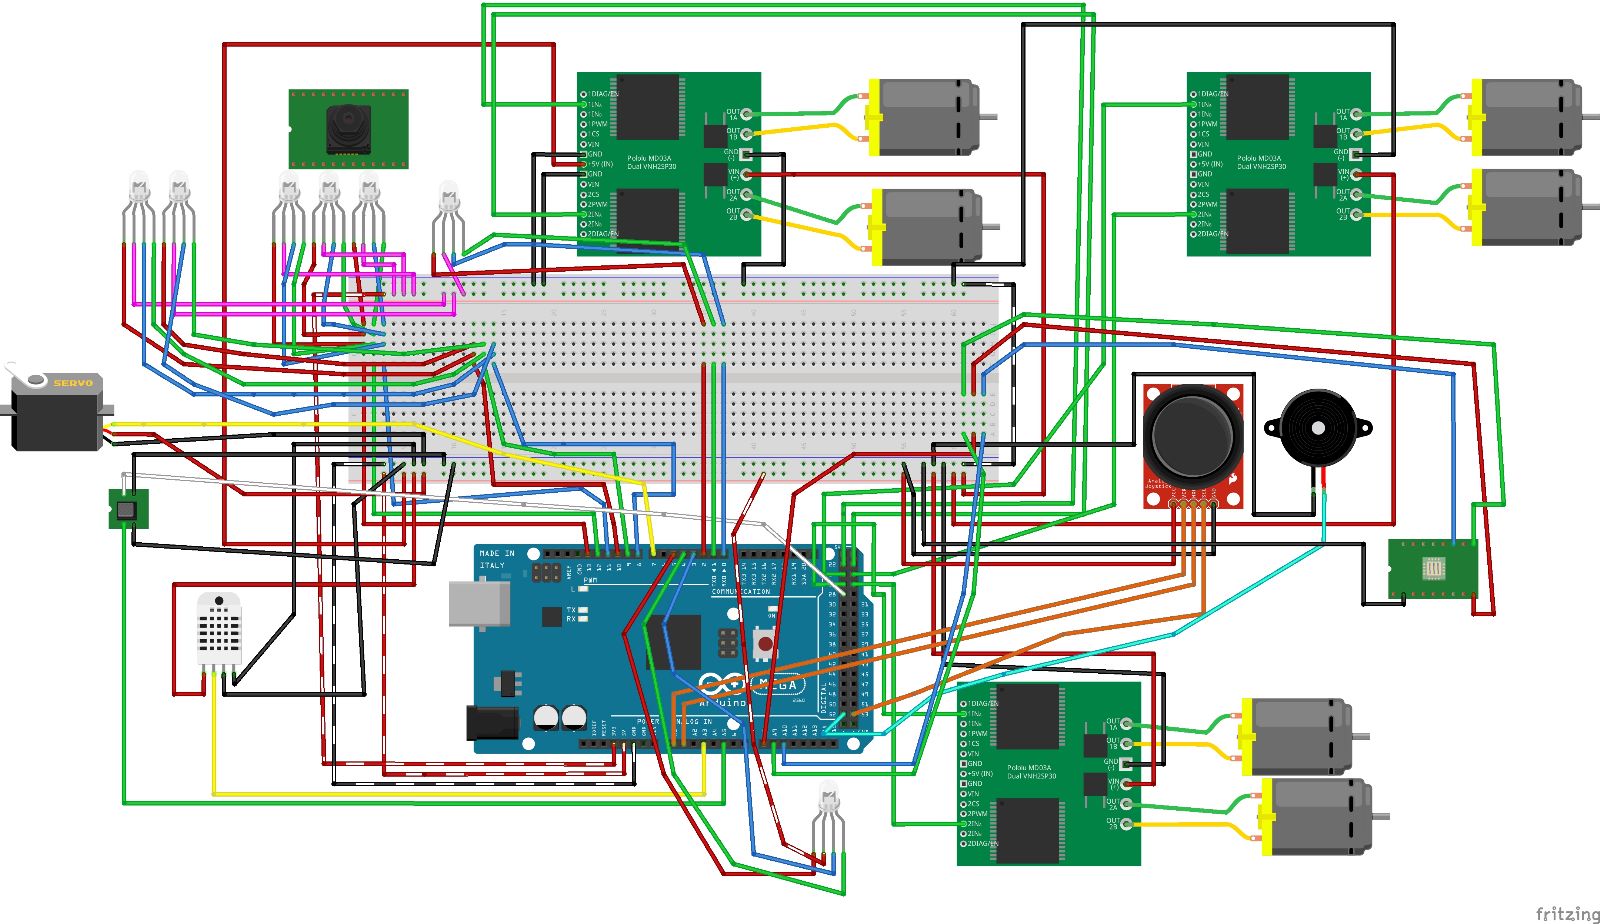 SERVO
1DIAG/EN
1INA
1INB
1PWM
1CS
VIN
GND
+5V (IN)
GND
VIN
2CS
2PWM
2INA
2INB
2DIAG/EN
Pololu MD03A
Dual VNH2SP30
OUT
1A
OUT
1B
GND
(-)
VIN
(+)
OUT
2A
OUT
2B
1DIAG/EN
1INA
1INB
1PWM
1CS
VIN
GND
+5V (IN)
GND
VIN
2CS
2PWM
2INA
2INB
2DIAG/EN
Pololu MD03A
Dual VNH2SP30
OUT
1A
OUT
1B
GND
(-)
VIN
(+)
OUT
2A
OUT
2B
MADE IN
ITALY
AREF
GND
PWM
L
TX
RX
COMMUNICATION
ON
MEGA
Arduino
DIGITAL
RESET
ANALOG IN
1DIAG/EN
1INA
1INB
1PWM
1CS
VIN
GND
+5V (IN)
GND
VIN
2CS
2PWM
2INA
2INB
2DIAG/EN
Pololu MD03A
Dual VNH2SP30
OUT
1A
OUT
1B
GND
(-)
VIN
(+)
OUT
2A
OUT
2B
fritzing